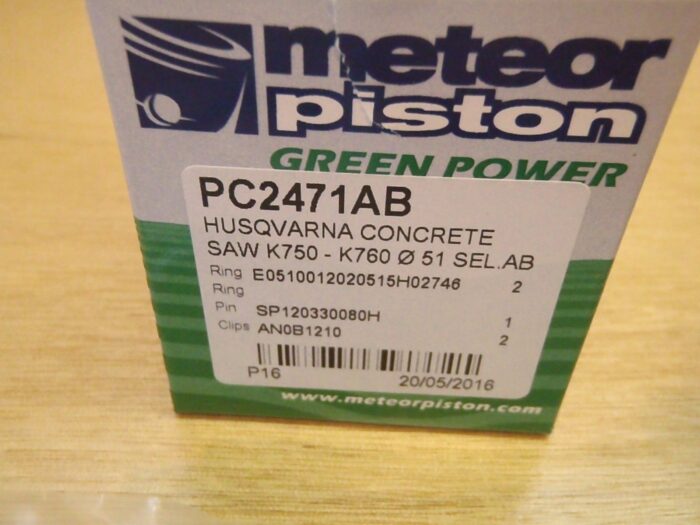 meteor
piston
GREEN POWER
PC2471AB
HUSQVARNA CONCRETE
SAW K750 - K760 Ø 51 SEL.AB
Ring E0510012020515H02746 2
Ring
Pin SP120330080H 1
Clips AN0B1210 2
P16 20/05/2016
www.meteorpiston.com